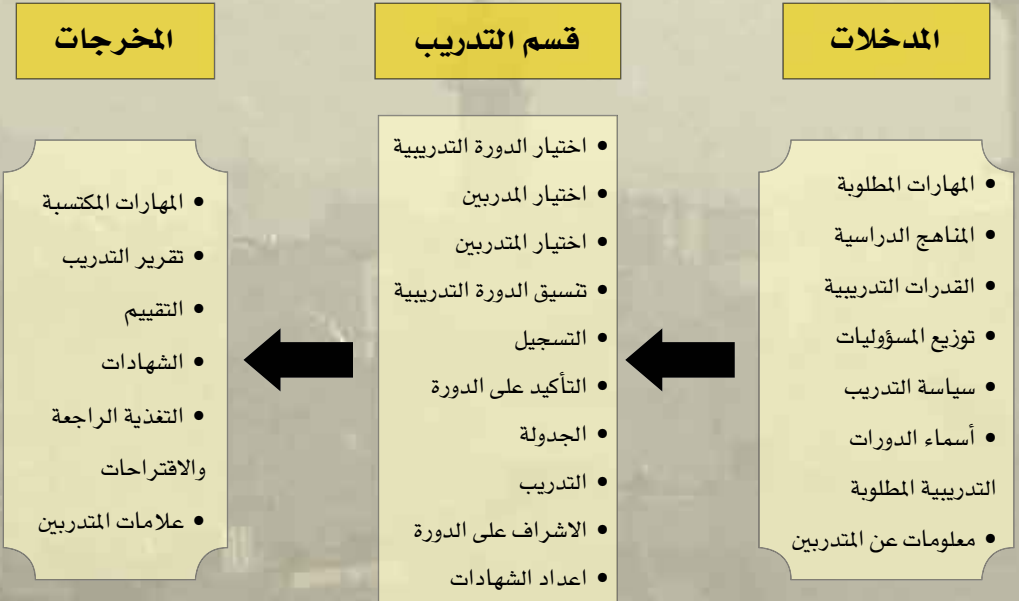 المدخلات
• المهارات المطلوبة
• المناهج الدراسية
• القدرات التدريبية
• توزيع المسؤوليات
• سياسة التدريب
• أسماء الدورات
التدريبية المطلوبة
• معلومات عن المتدربين
قسم التدريب
• اختيار الدورة التدريبية
• اختيار المدربين
• اختيار المتدربين
• تنسيق الدورة التدريبية
• التسجيل
• التأكيد على الدورة
• الجدولة
• التدريب
• الاشراف على الدورة
• اعداد الشهادات
المخرجات
• المهارات المكتسبة
• تقرير التدريب
• التقييم
• الشهادات
• التغذية الراجعة
والاقتراحات
• علامات المتدربين